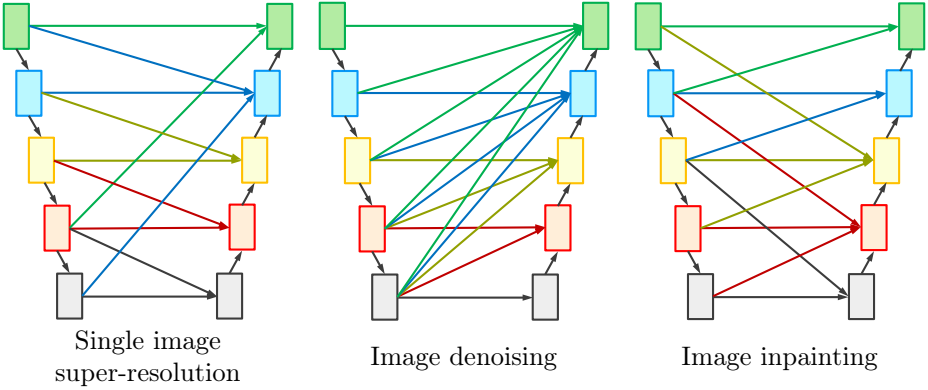 Single image
super-resolution
Image denoising
Image inpainting